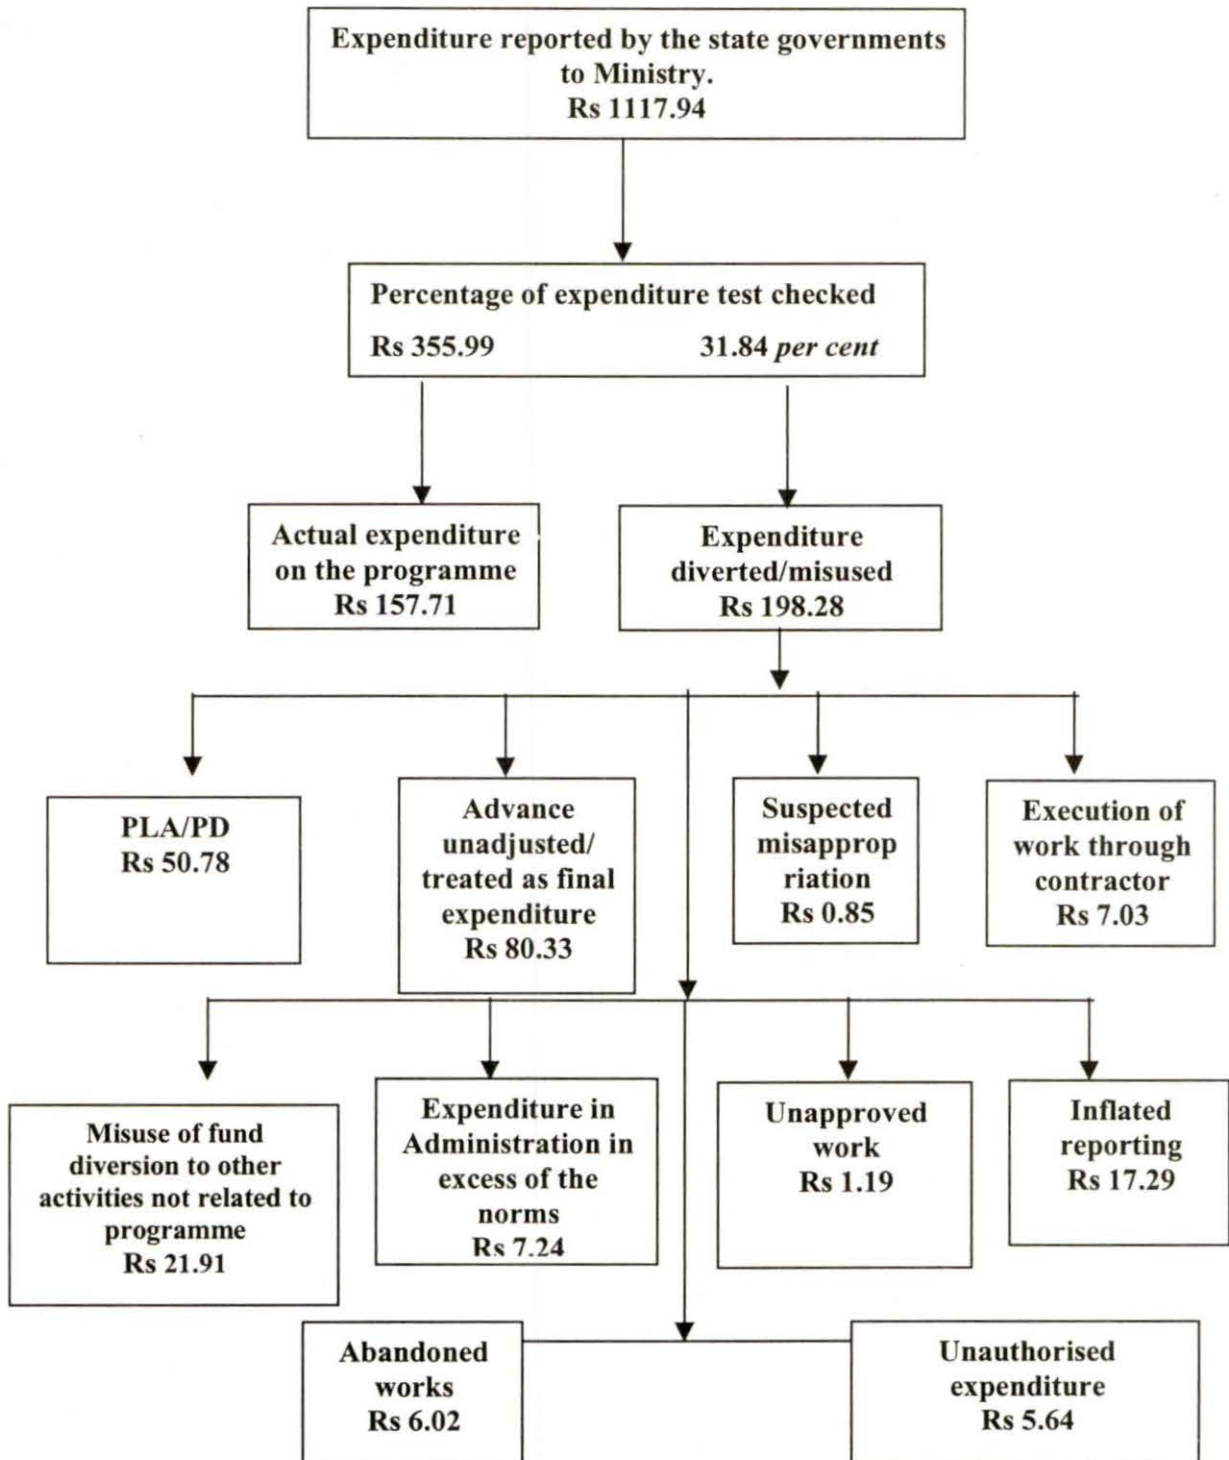 Expenditure reported by the state governments
to Ministry.
Rs 1117.94
Percentage of expenditure test checked
Rs 355.99 31.84 per cent
Actual expenditure
on the programme
Rs 157.71
Expenditure
diverted/misused
Rs 198.28
PLA/PD
Rs 50.78
Advance
unadjusted/
treated as final
expenditure
Rs 80.33
Suspected
misapprop
riation
Rs 0.85
Execution of
work through
contractor
Rs 7.03
Misuse of fund
diversion to other
activities not related to
programme
Rs 21.91
Expenditure in
Administration in
excess of the
norms
Rs 7.24
Unapproved
work
Rs 1.19
Inflated
reporting
Rs 17.29
Abandoned
works
Rs 6.02
Unauthorised
expenditure
Rs 5.64